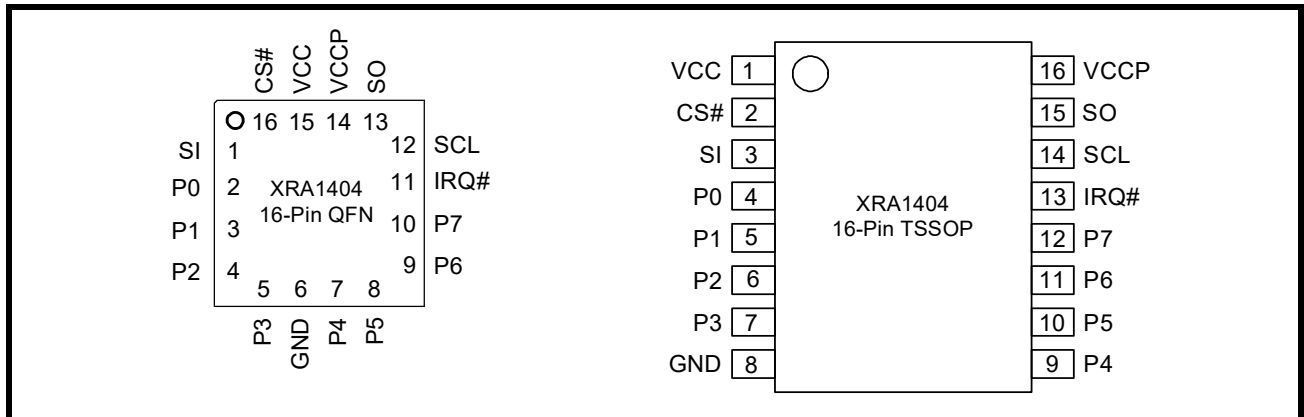 CS# VCC VCCP SO
16 15 14 13
SI 1
P0 2
P1 3
P2 4
XRA1404
16-Pin QFN
12 SCL
11 IRQ#
10 P7
9 P6
5 6 7 8
P3 GND P4 P5
VCC 1
CS# 2
SI 3
P0 4
P1 5
P2 6
P3 7
GND 8
XRA1404
16-Pin TSSOP
16 VCCP
15 SO
14 SCL
13 IRQ#
12 P7
11 P6
10 P5
9 P4